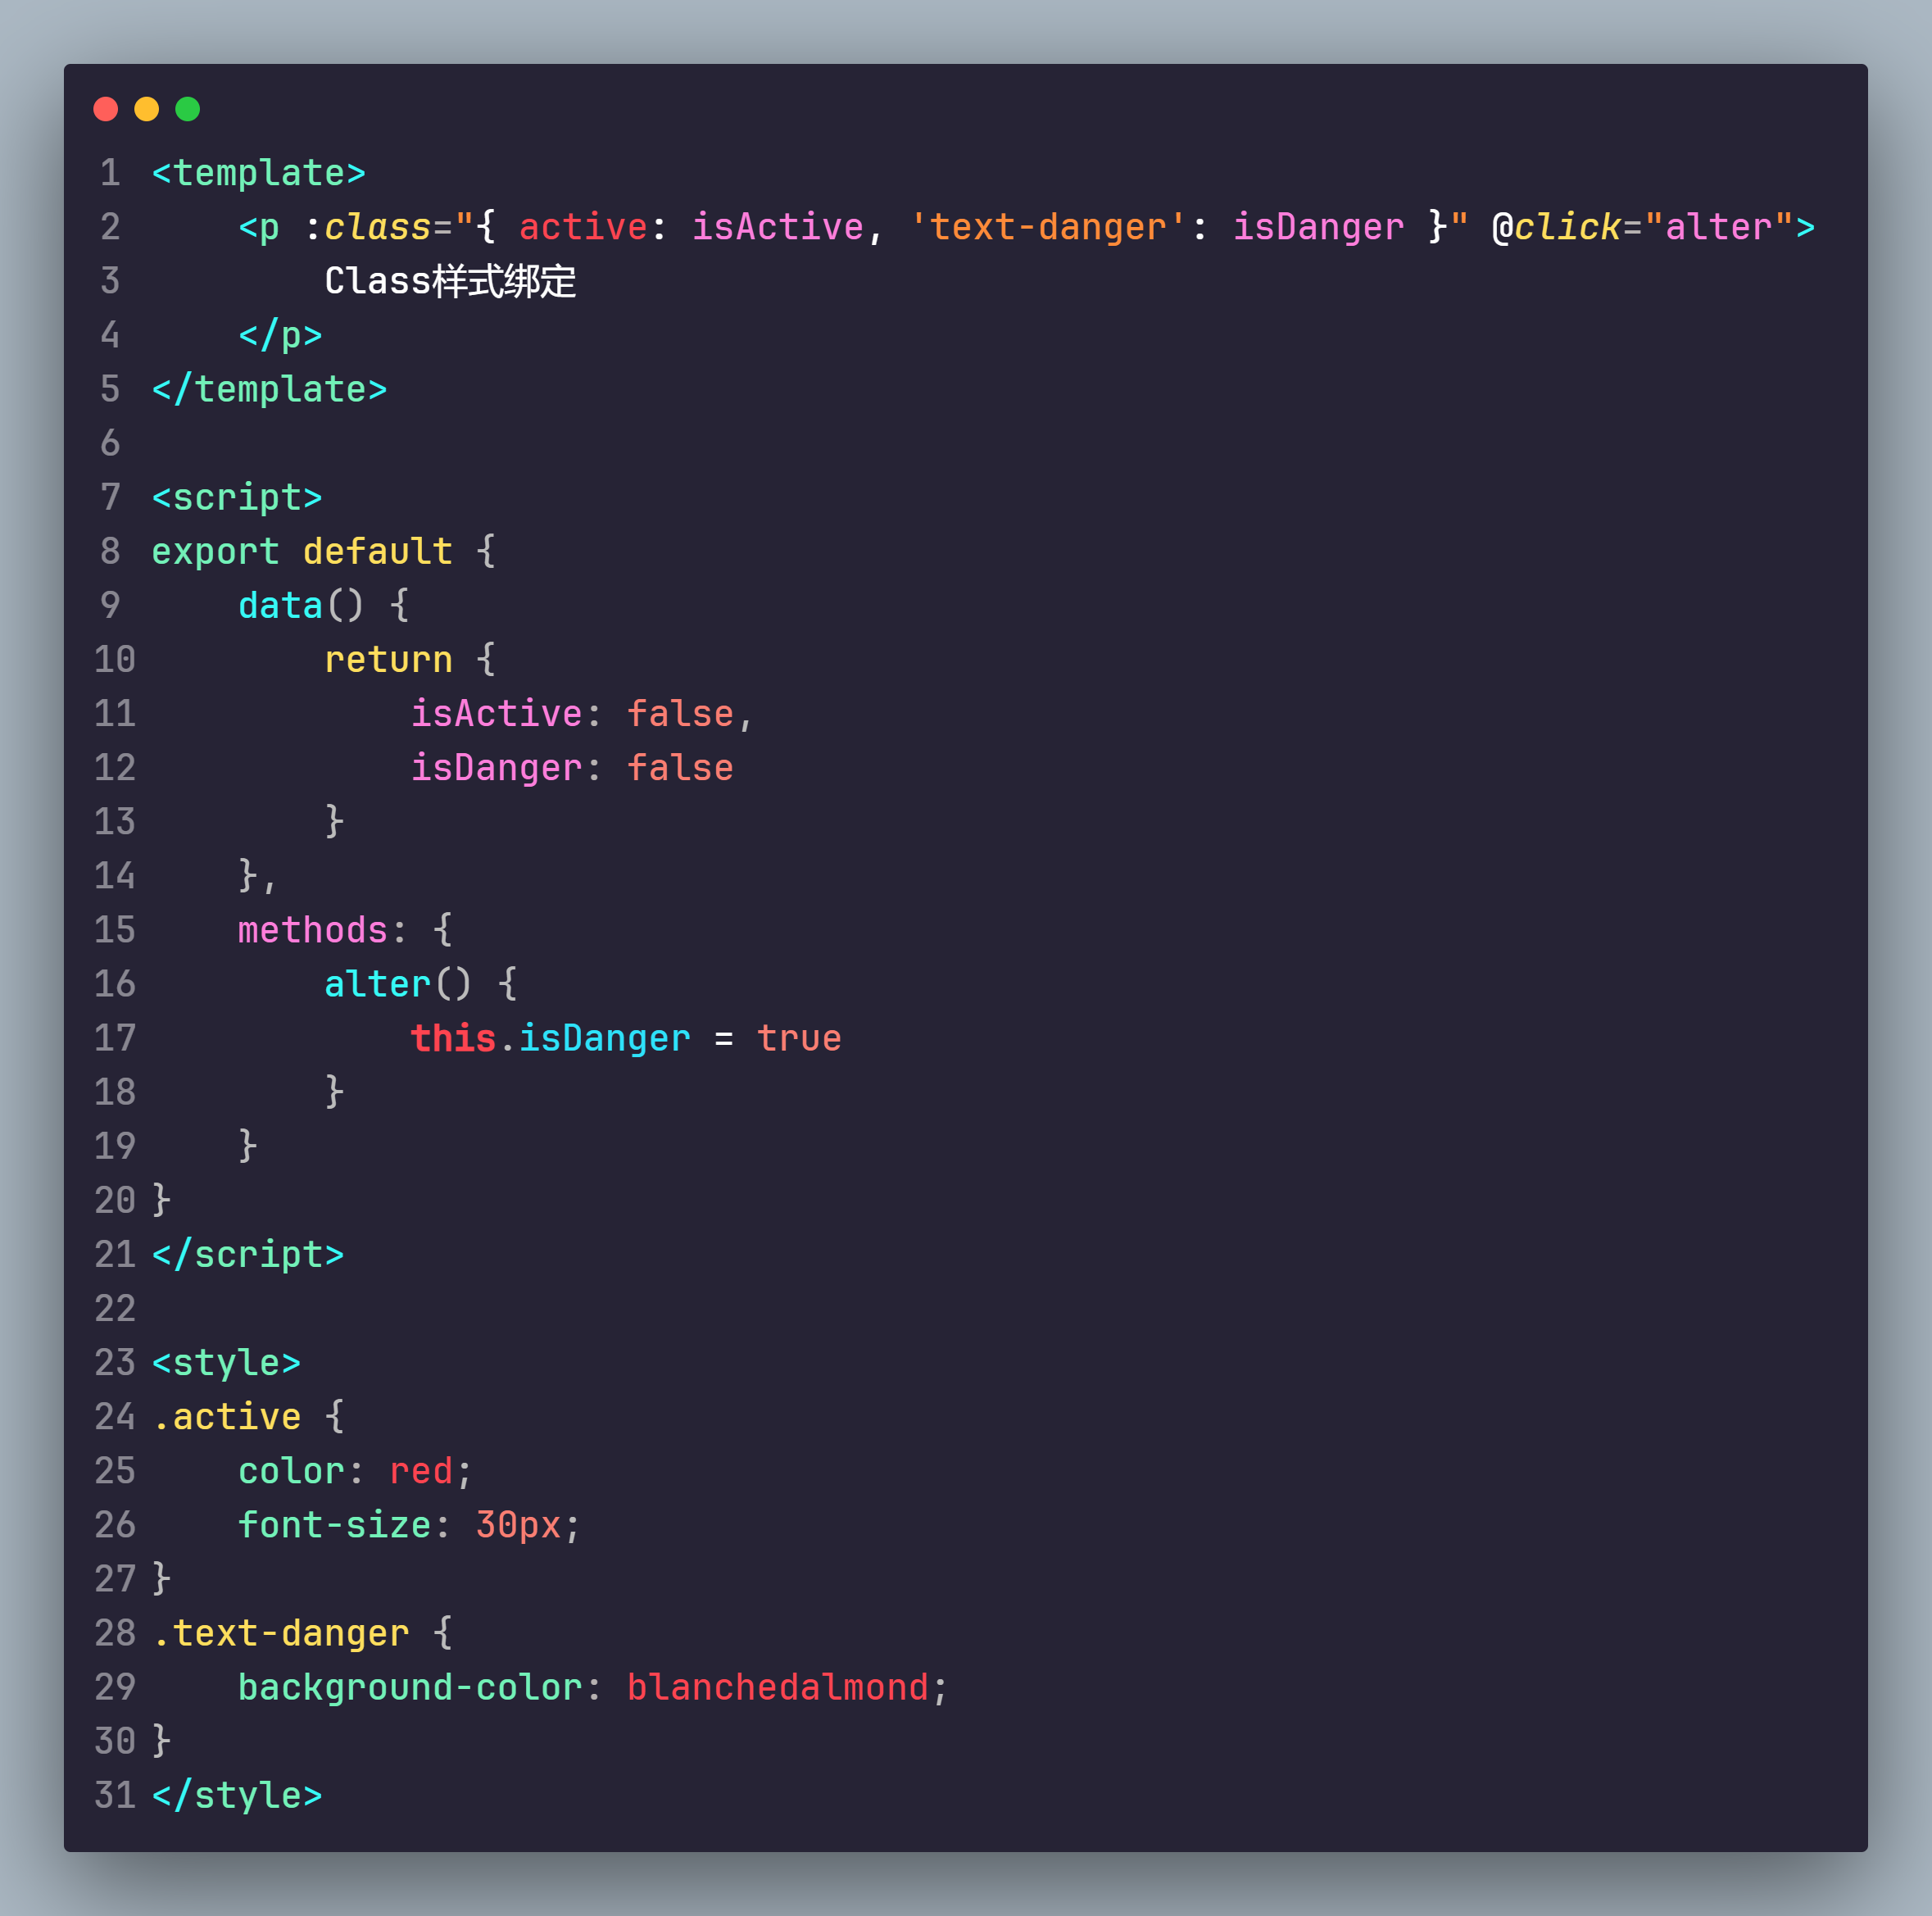 1 <template>
2     <p :class="{ active: isActive, 'text-danger': isDanger }" @click="alter">
3         Class样式绑定
4     </p>
5 </template>
6
7 <script>
8 export default {
9     data() {
10         return {
11             isActive: false,
12             isDanger: false
13         }
14     },
15     methods: {
16         alter() {
17             this.isDanger = true
18         }
19     }
20 }
21 </script>
22
23 <style>
24 .active {
25     color: red;
26     font-size: 30px;
27 }
28 .text-danger {
29     background-color: blanchedalmond;
30 }
31 </style>